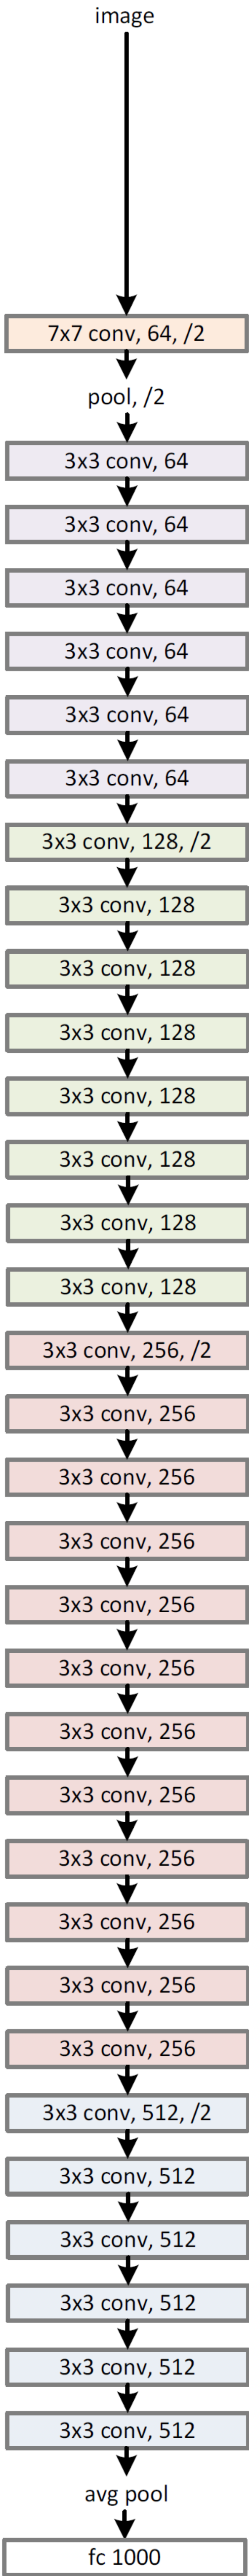 image
7x7 conv, 64, /2
pool, /2
3x3 conv, 64
3x3 conv, 64
3x3 conv, 64
3x3 conv, 64
3x3 conv, 64
3x3 conv, 64
3x3 conv, 128, /2
3x3 conv, 128
3x3 conv, 128
3x3 conv, 128
3x3 conv, 128
3x3 conv, 128
3x3 conv, 128
3x3 conv, 128
3x3 conv, 256, /2
3x3 conv, 256
3x3 conv, 256
3x3 conv, 256
3x3 conv, 256
3x3 conv, 256
3x3 conv, 256
3x3 conv, 256
3x3 conv, 256
3x3 conv, 256
3x3 conv, 256
3x3 conv, 256
3x3 conv, 512, /2
3x3 conv, 512
3x3 conv, 512
3x3 conv, 512
3x3 conv, 512
3x3 conv, 512
avg pool
fc 1000